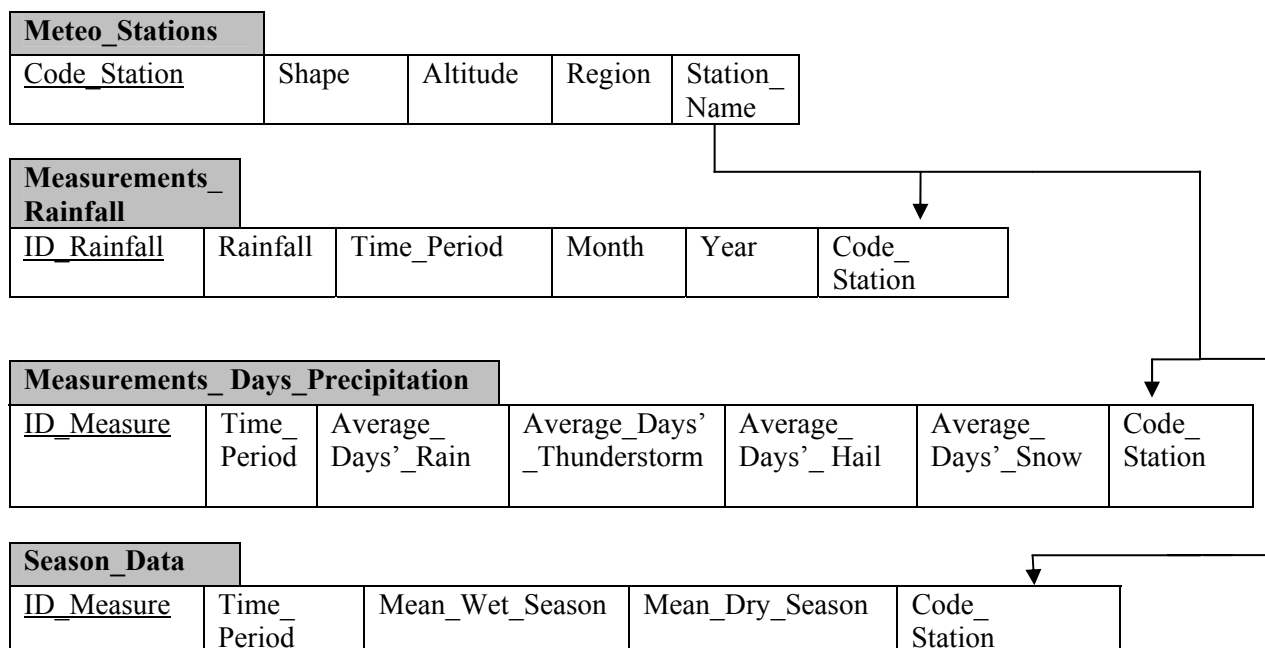 Meteo_Stations
Code_Station Shape Altitude Region Station_
Name
Measurements_
Rainfall
ID_Rainfall Rainfall Time_Period Month Year Code_
Station
Measurements_ Days_Precipitation
ID_Measure Time_ Average_ Average_Days’ Average_ Average_ Code_
Period Days’_Rain _Thunderstorm Days’_ Hail Days’_Snow Station
Season_Data
ID_Measure Time_ Mean_Wet_Season Mean_Dry_Season Code_
Period Station